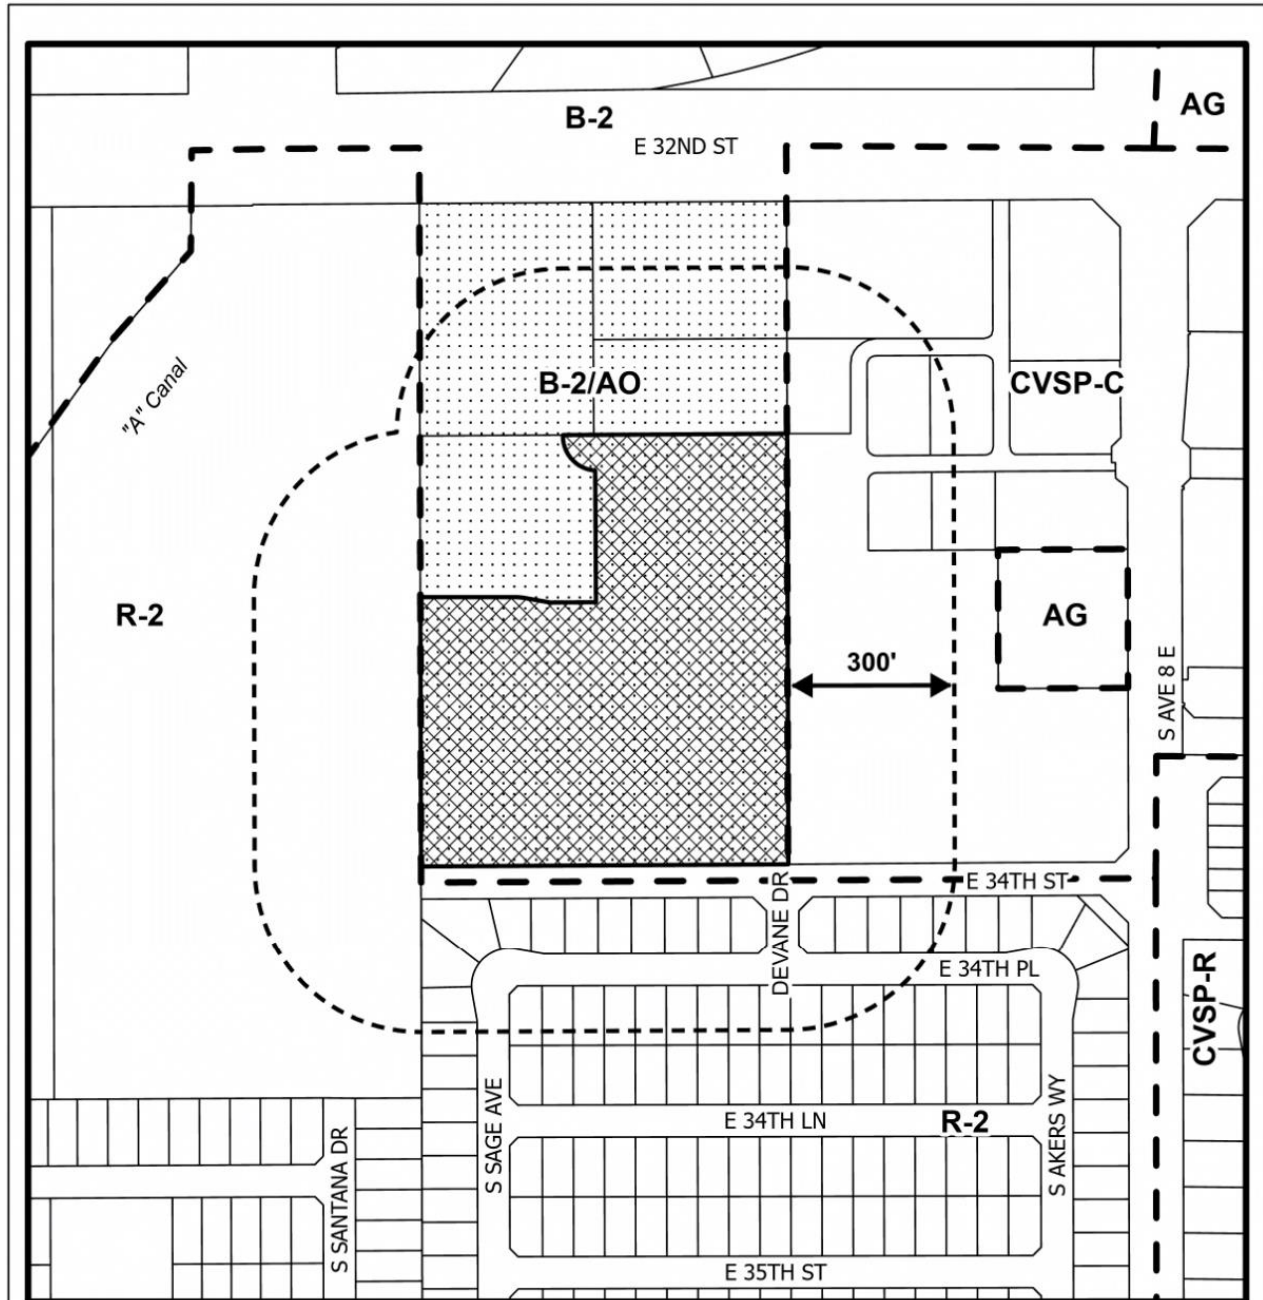 B-2
AG
E 32ND ST
"A" Canal
B-2/AO
CVSP-C
R-2
AG
300'
S AVE 8 E
E 34TH ST
DEVANE DR
E 34TH PL
CVSP-R
S SAGE AVE
E 34TH LN
R-2
S AKERS WY
S SANTANA DR
E 35TH ST